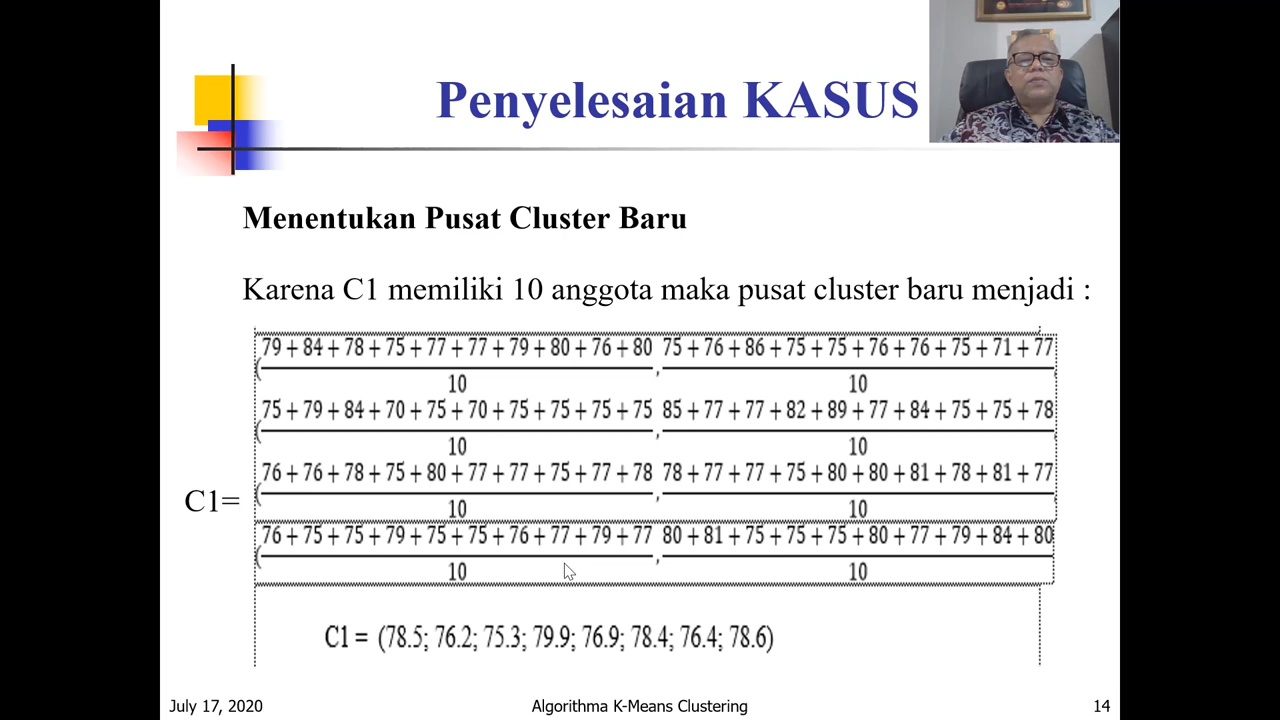 Penyelesaian KASUS
Menentukan Pusat Cluster Baru
Karena C1 memiliki 10 anggota maka pusat cluster baru menjadi :
79 + 84 + 78 + 75 + 77 + 77 + 79 + 80 + 76 + 80 75 + 76 + 86 + 75 + 75 + 76 + 76 + 75 + 71 + 77
( 10 , 10 ,
75 + 79 + 84 + 70 + 75 + 70 + 75 + 75 + 75 + 75 85 + 77 + 77 + 82 + 89 + 77 + 84 + 75 + 75 + 78
( 10 , 10 ,
76 + 76 + 78 + 75 + 80 + 77 + 77 + 75 + 77 + 78 78 + 77 + 77 + 75 + 80 + 80 + 81 + 78 + 81 + 77
C1= ( 10 , 10 ,
76 + 75 + 75 + 79 + 75 + 75 + 76 + 77 + 79 + 77 80 + 81 + 75 + 75 + 75 + 80 + 77 + 79 + 84 + 80
( 10 , 10
C1 = (78.5; 76.2; 75.3; 79.9; 76.9; 78.4; 76.4; 78.6)
July 17, 2020 Algorithma K-Means Clustering 14